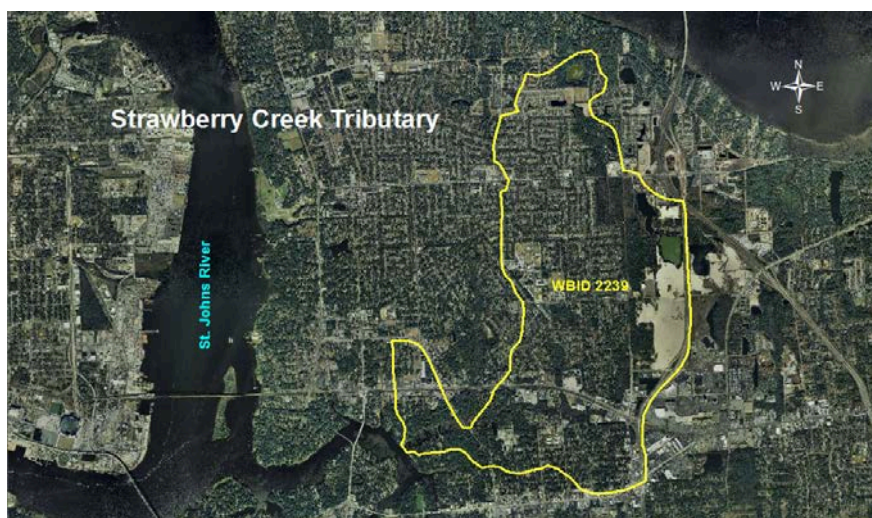 N
W E
S
Strawberry Creek Tributary
St. Johns River
WBID 2239